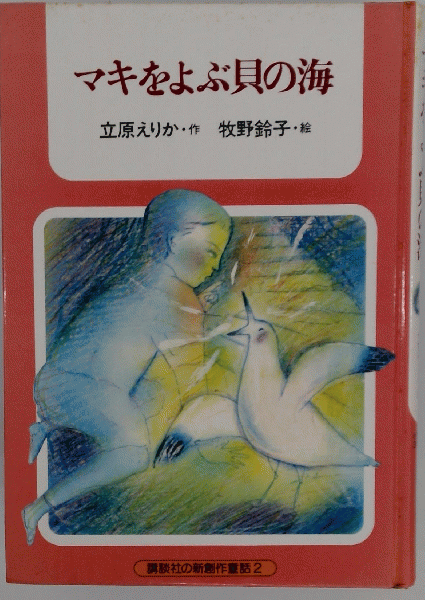 マキをよぶ貝の海
立原えりか・作 牧野鈴子・絵
講談社の新創作童話2